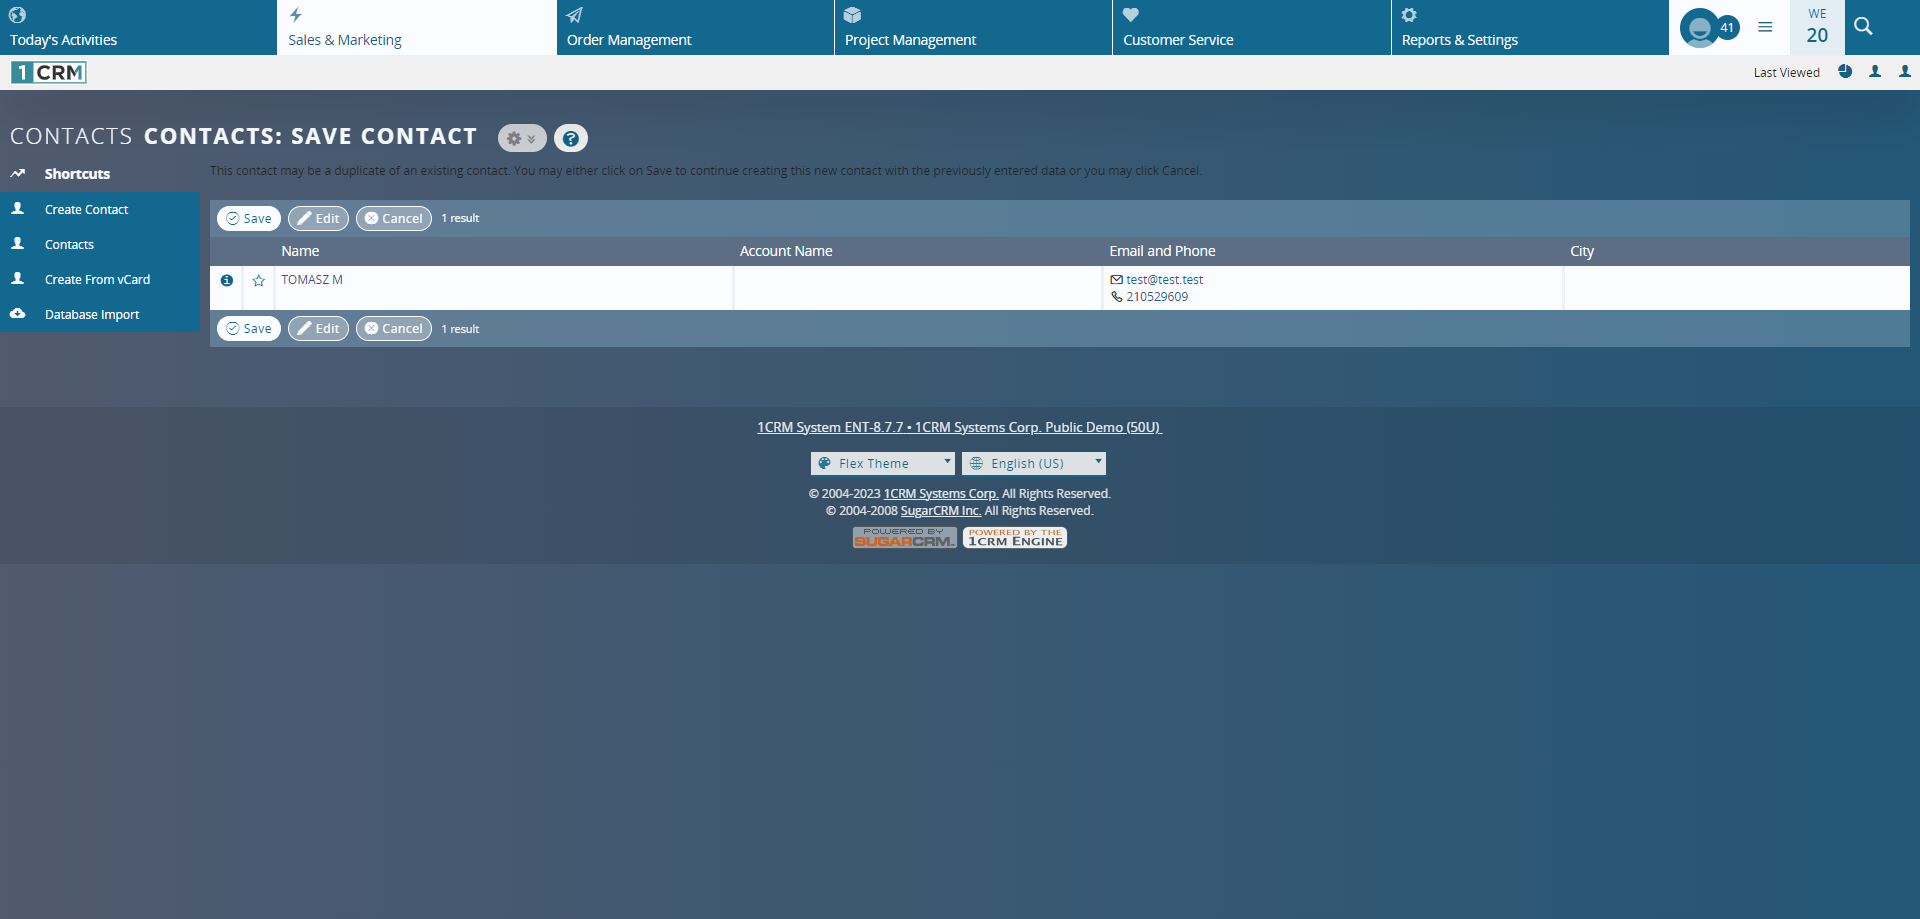 Today's Activities
Sales & Marketing
Order Management
Project Management
Customer Service
Reports & Settings
41
WE
20
1 CRM
Last Viewed
CONTACTS CONTACTS: SAVE CONTACT
?
Shortcuts
Create Contact
Contacts
Create From vCard
Database Import
This contact may be a duplicate of an existing contact. You may either click on Save to continue creating this new contact with the previously entered data or you may click Cancel.
Save Edit Cancel 1 result
Name Account Name Email and Phone City
TOMASZ M
test@test.test
210529609
Save Edit Cancel 1 result
1CRM System ENT-8.7.7 • 1CRM Systems Corp. Public Demo (50U)
Flex Theme English (US)
© 2004-2023 1CRM Systems Corp. All Rights Reserved.
© 2004-2008 SugarCRM Inc. All Rights Reserved.
POWERED BY
SUGARCRM.
POWERED BY THE
1CRM ENGINE